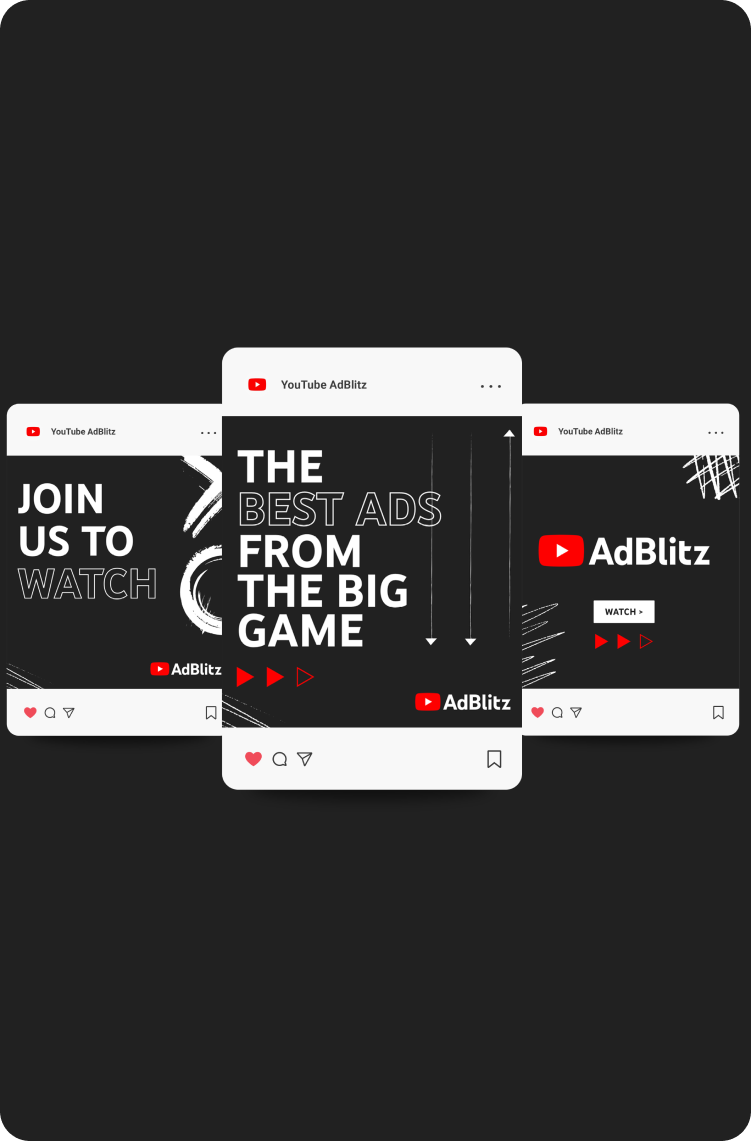 YouTube AdBlitz
JOIN
US TO
WATCH
AdBlitz
YouTube AdBlitz
THE
BEST ADS
FROM
THE BIG
GAME
AdBlitz
YouTube AdBlitz
AdBlitz
WATCH >